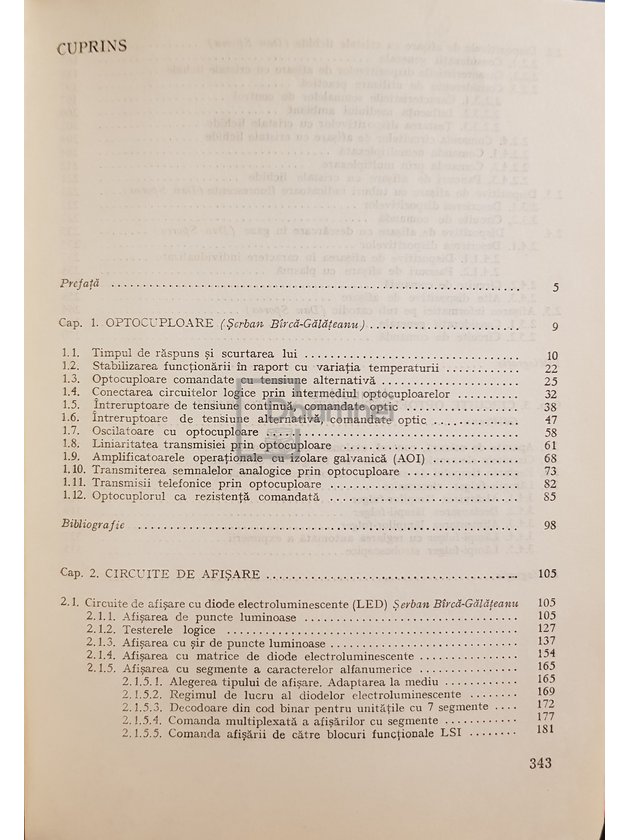 CUPRINS
Prefață 5
Cap. 1. OPTOCUPLOARE (Șerban Bîrcă-Gălățeanu) 9
1.1. Timpul de răspuns și scurtarea lui 10
1.2. Stabilizarea funcționării în raport cu variația temperaturii 22
1.3. Optocuploare comandate în tensiune alternativă 25
1.4. Conectarea circuitelor logice prin intermediul optocuploarelor 32
1.5. Întreruptoare de tensiune continuă, comandate optic 38
1.6. Întreruptoare de tensiune alternativă, comandate optic 47
1.7. Oscilatoare cu optocuploare 58
1.8. Liniaritatea transmisiei prin optocuploare 61
1.9. Amplificatoarele operaționale cu izolare galvanică (AOI) 68
1.10. Transmiterea semnalelor analogice prin optocuploare 73
1.11. Transmisii telefonice prin optocuploare 82
1.12. Optocuplorul ca rezistență comandată 85
Bibliografie 98
Cap. 2. CIRCUITE DE AFIȘARE 105
2.1. Circuite de afișare cu diode electroluminescente (LED) Șerban Bîrcă-Gălățeanu 105
2.1.1. Afișarea de puncte luminoase 105
2.1.2. Testerele logice 127
2.1.3. Afișarea cu șir de puncte luminoase 137
2.1.4. Afișarea cu matrice de diode electroluminescente 154
2.1.5. Afișarea cu segmente a caracterelor alfanumerice 165
2.1.5.1. Alegerea tipului de afișare. Adaptarea la mediu 165
2.1.5.2. Regimul de lucru al diodelor electroluminescente 169
2.1.5.3. Decodoare din cod binar pentru unitățile cu 7 segmente 172
2.1.5.4. Comanda multiplexată a afișărilor cu segmente 177
2.1.5.5. Comanda afișării de către blocuri funcționale LSI 181
343